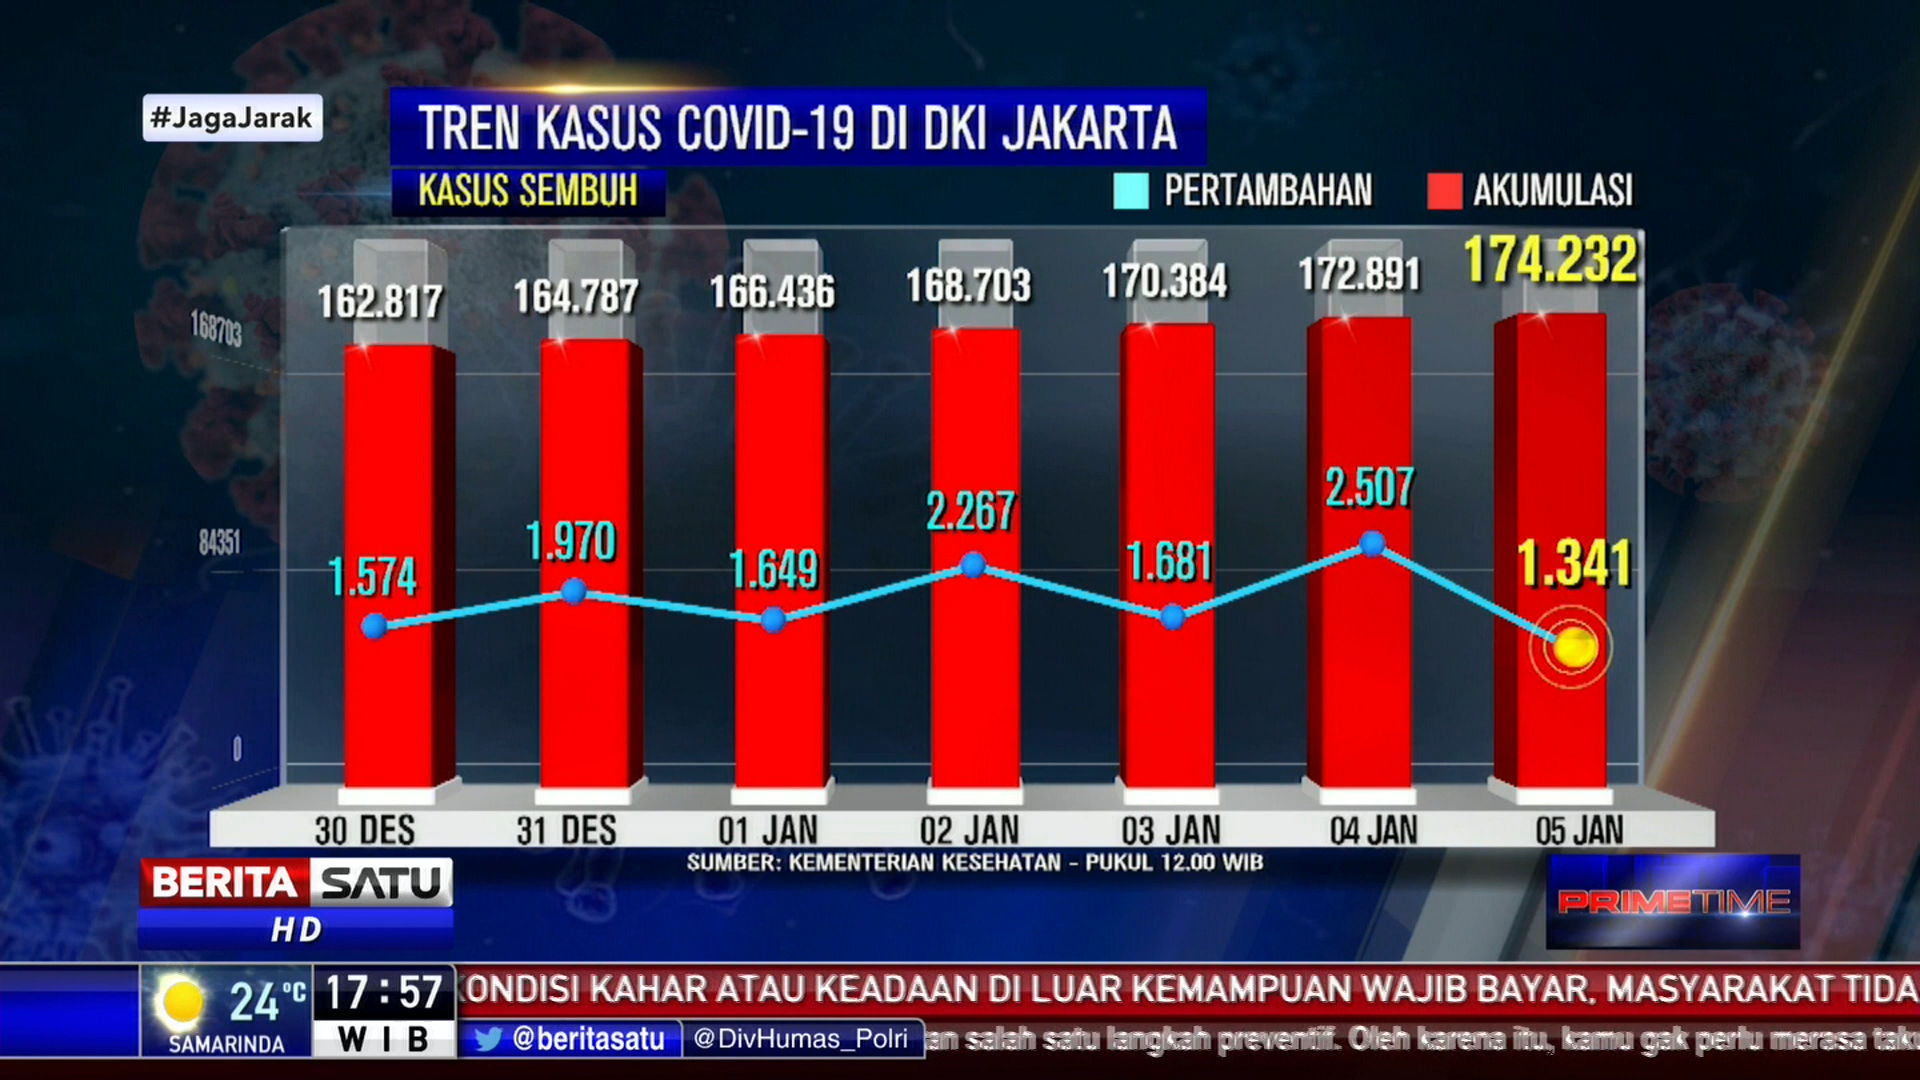 #JagaJarak
TREN KASUS COVID-19 DI DKI JAKARTA
KASUS SEMBUH
PERTAMBAHAN
AKUMULASI
162.817
164.787
166.436
168.703
170.384
172.891
174.232
168703
84351
0
1.574
1.970
1.649
2.267
1.681
2.507
1.341
30 DES
31 DES
01 JAN
02 JAN
03 JAN
04 JAN
05 JAN
SUMBER: KEMENTERIAN KESEHATAN - PUKUL 12.00 WIB
BERITA SATU
HD
PRIMETIME
24°C
SAMARINDA
17:57
WIB
KONDISI KAHAR ATAU KEADAAN DI LUAR KEMAMPUAN WAJIB BAYAR. MASYARAKAT TIDA
@beritasatu
@DivHumas_Polri
an salah satu langkah preventif. Oleh karena itu, kamu gak perlu merasa